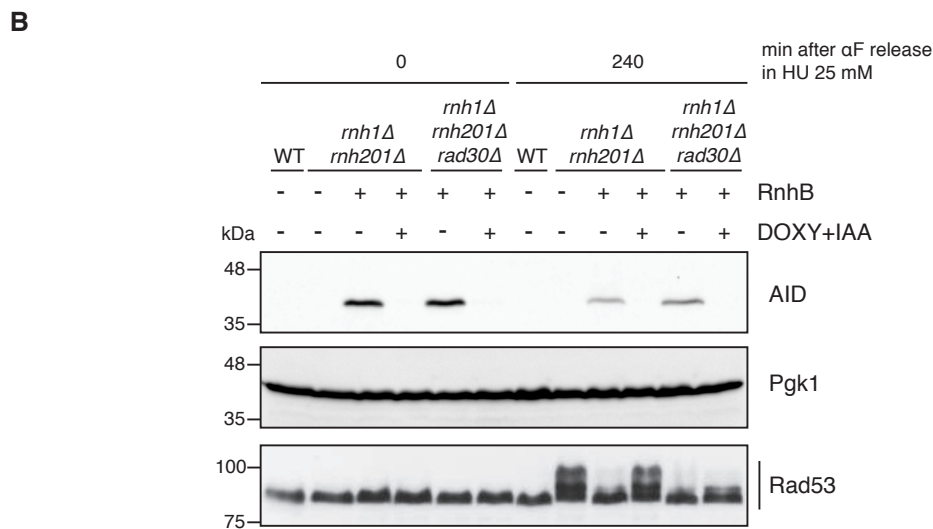 B
min after αF release
in HU 25 mM
0
240
WT
rnh1Δ
rnh201Δ
rnh1Δ
rnh201Δ
rad30Δ
WT
rnh1Δ
rnh201Δ
rnh1Δ
rnh201Δ
rad30Δ
- - + + + + - - + + + + RnhB
kDa - - - + - + - - - + - + DOXY+IAA
48
35
AID
48
35
Pgk1
100
75
Rad53